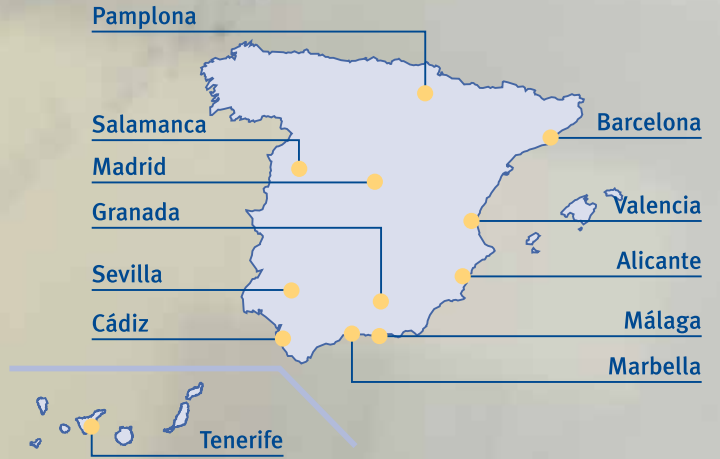 Pamplona
Salamanca
Barcelona
Madrid
Granada
Valencia
Alicante
Sevilla
Cádiz
Málaga
Marbella
Tenerife